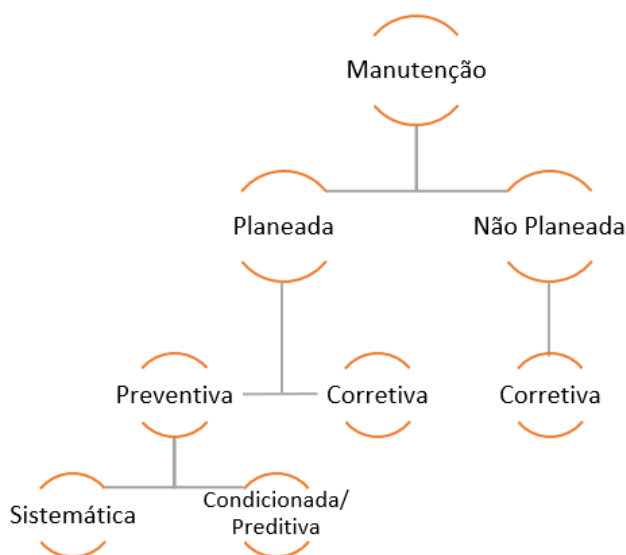 Manutenção
Planeada
Não Planeada
Preventiva
Corretiva
Corretiva
Sistemática
Condicionada/
Preditiva